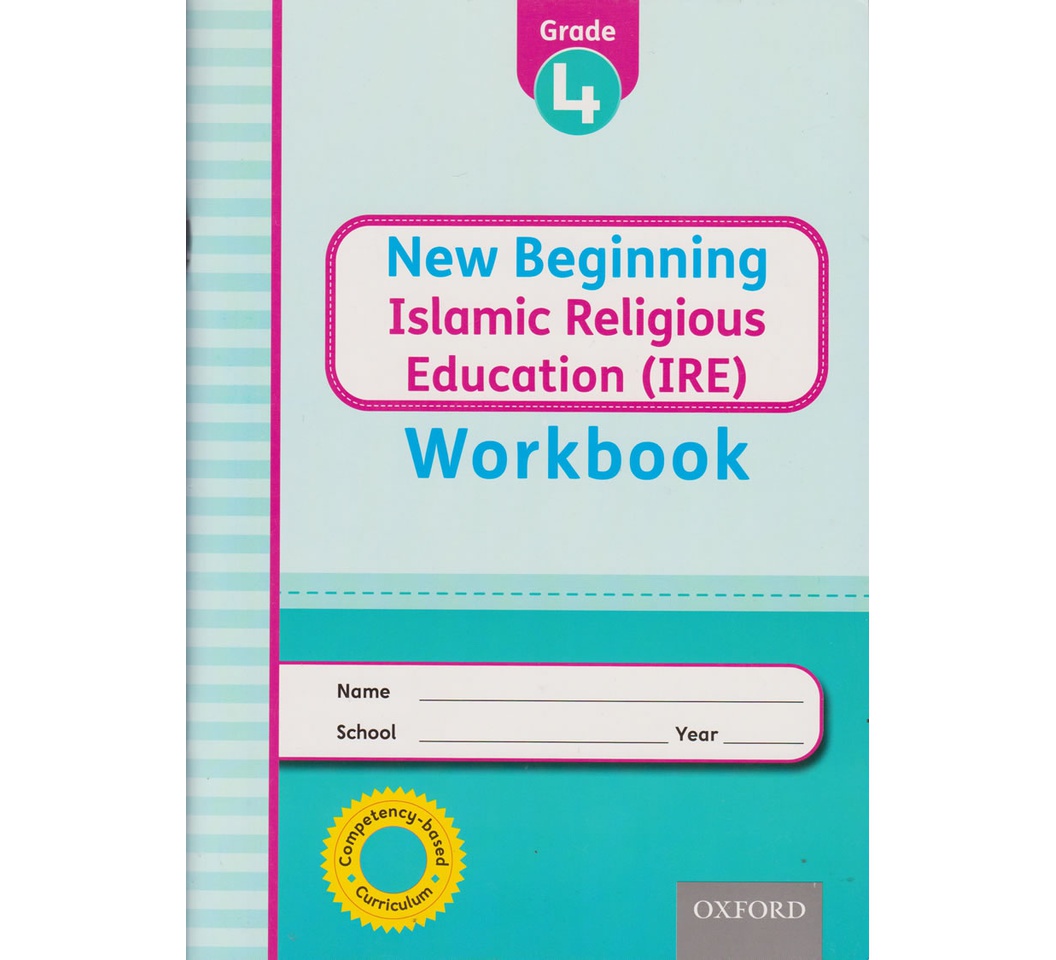 Grade
4
New Beginning
Islamic Religious
Education (IRE)
Workbook
Name
School Year
Competency-based
Curriculum
OXFORD